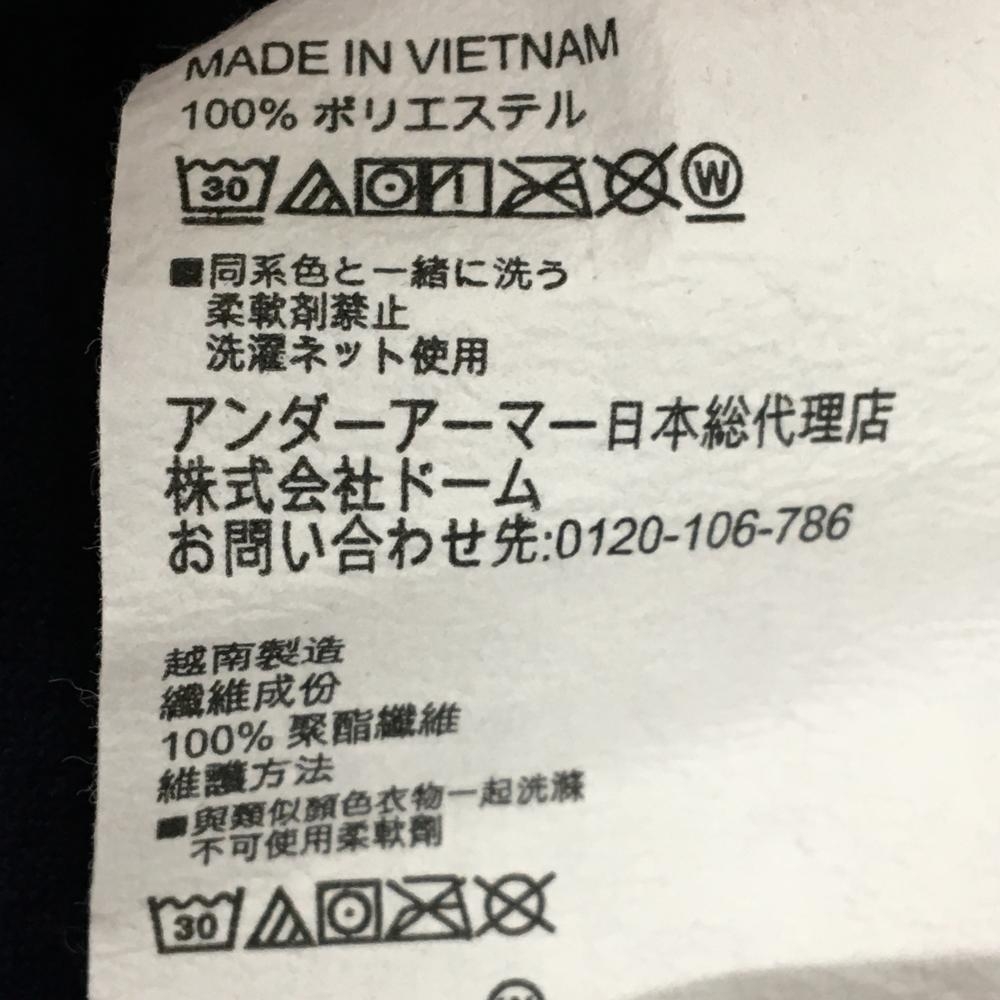 MADE IN VIETNAM
100% ポリエステル
30 W
■同系色と一緒に洗う
柔軟剤禁止
洗濯ネット使用
アンダーアーマー日本総代理店
株式会社ドーム
お問い合わせ先:0120-106-786
越南製造
纖維成份
100% 聚酯纖維
維護方法
■與類似顏色衣物一起洗滌
不可使用柔軟劑
30